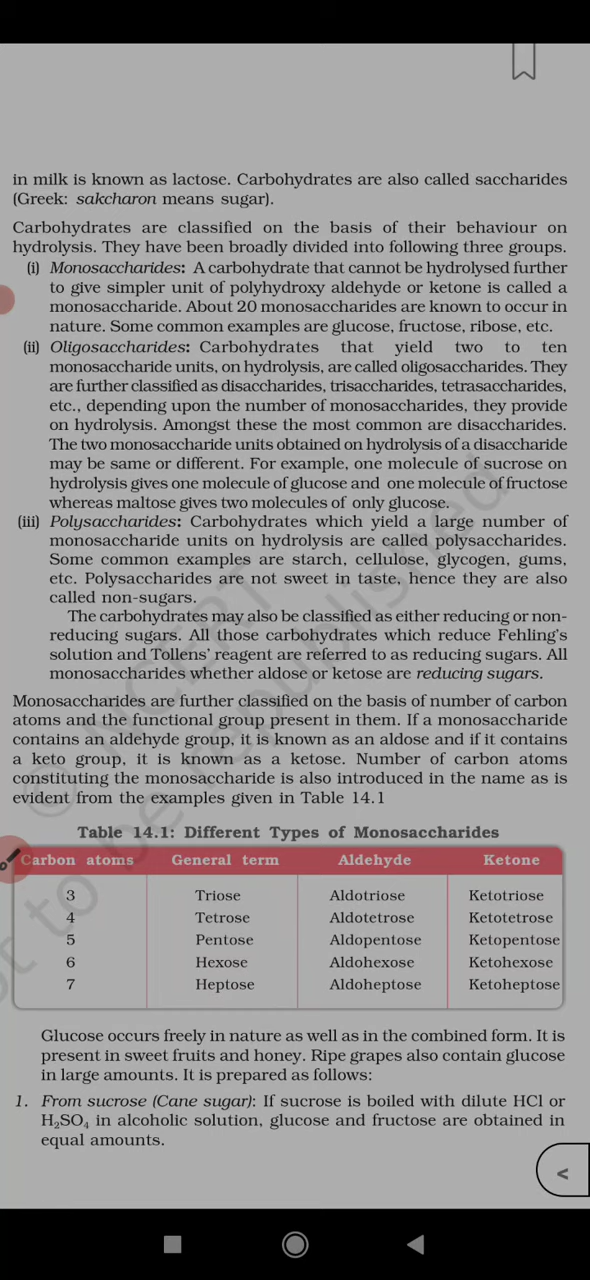 in milk is known as lactose. Carbohydrates are also called saccharides
(Greek: sakcharon means sugar).
Carbohydrates are classified on the basis of their behaviour on
hydrolysis. They have been broadly divided into following three groups.
(i) Monosaccharides: A carbohydrate that cannot be hydrolysed further
to give simpler unit of polyhydroxy aldehyde or ketone is called a
monosaccharide. About 20 monosaccharides are known to occur in
nature. Some common examples are glucose, fructose, ribose, etc.
(ii) Oligosaccharides: Carbohydrates that yield two to ten
monosaccharide units, on hydrolysis, are called oligosaccharides. They
are further classified as disaccharides, trisaccharides, tetrasaccharides,
etc., depending upon the number of monosaccharides, they provide
on hydrolysis. Amongst these the most common are disaccharides.
The two monosaccharide units obtained on hydrolysis of a disaccharide
may be same or different. For example, one molecule of sucrose on
hydrolysis gives one molecule of glucose and one molecule of fructose
whereas maltose gives two molecules of only glucose.
(iii) Polysaccharides: Carbohydrates which yield a large number of
monosaccharide units on hydrolysis are called polysaccharides.
Some common examples are starch, cellulose, glycogen, gums,
etc. Polysaccharides are not sweet in taste, hence they are also
called non-sugars.
The carbohydrates may also be classified as either reducing or non-
reducing sugars. All those carbohydrates which reduce Fehling's
solution and Tollens' reagent are referred to as reducing sugars. All
monosaccharides whether aldose or ketose are reducing sugars.
Monosaccharides are further classified on the basis of number of carbon
atoms and the functional group present in them. If a monosaccharide
contains an aldehyde group, it is known as an aldose and if it contains
a keto group, it is known as a ketose. Number of carbon atoms
constituting the monosaccharide is also introduced in the name as is
evident from the examples given in Table 14.1
Table 14.1: Different Types of Monosaccharides
Carbon atoms General term Aldehyde Ketone
3 Triose Aldotriose Ketotriose
4 Tetrose Aldotetrose Ketotetrose
5 Pentose Aldopentose Ketopentose
6 Hexose Aldohexose Ketohexose
7 Heptose Aldoheptose Ketoheptose
Glucose occurs freely in nature as well as in the combined form. It is
present in sweet fruits and honey. Ripe grapes also contain glucose
in large amounts. It is prepared as follows:
1. From sucrose (Cane sugar): If sucrose is boiled with dilute HCl or
H₂SO₄ in alcoholic solution, glucose and fructose are obtained in
equal amounts.
© NCERT
not to be republished